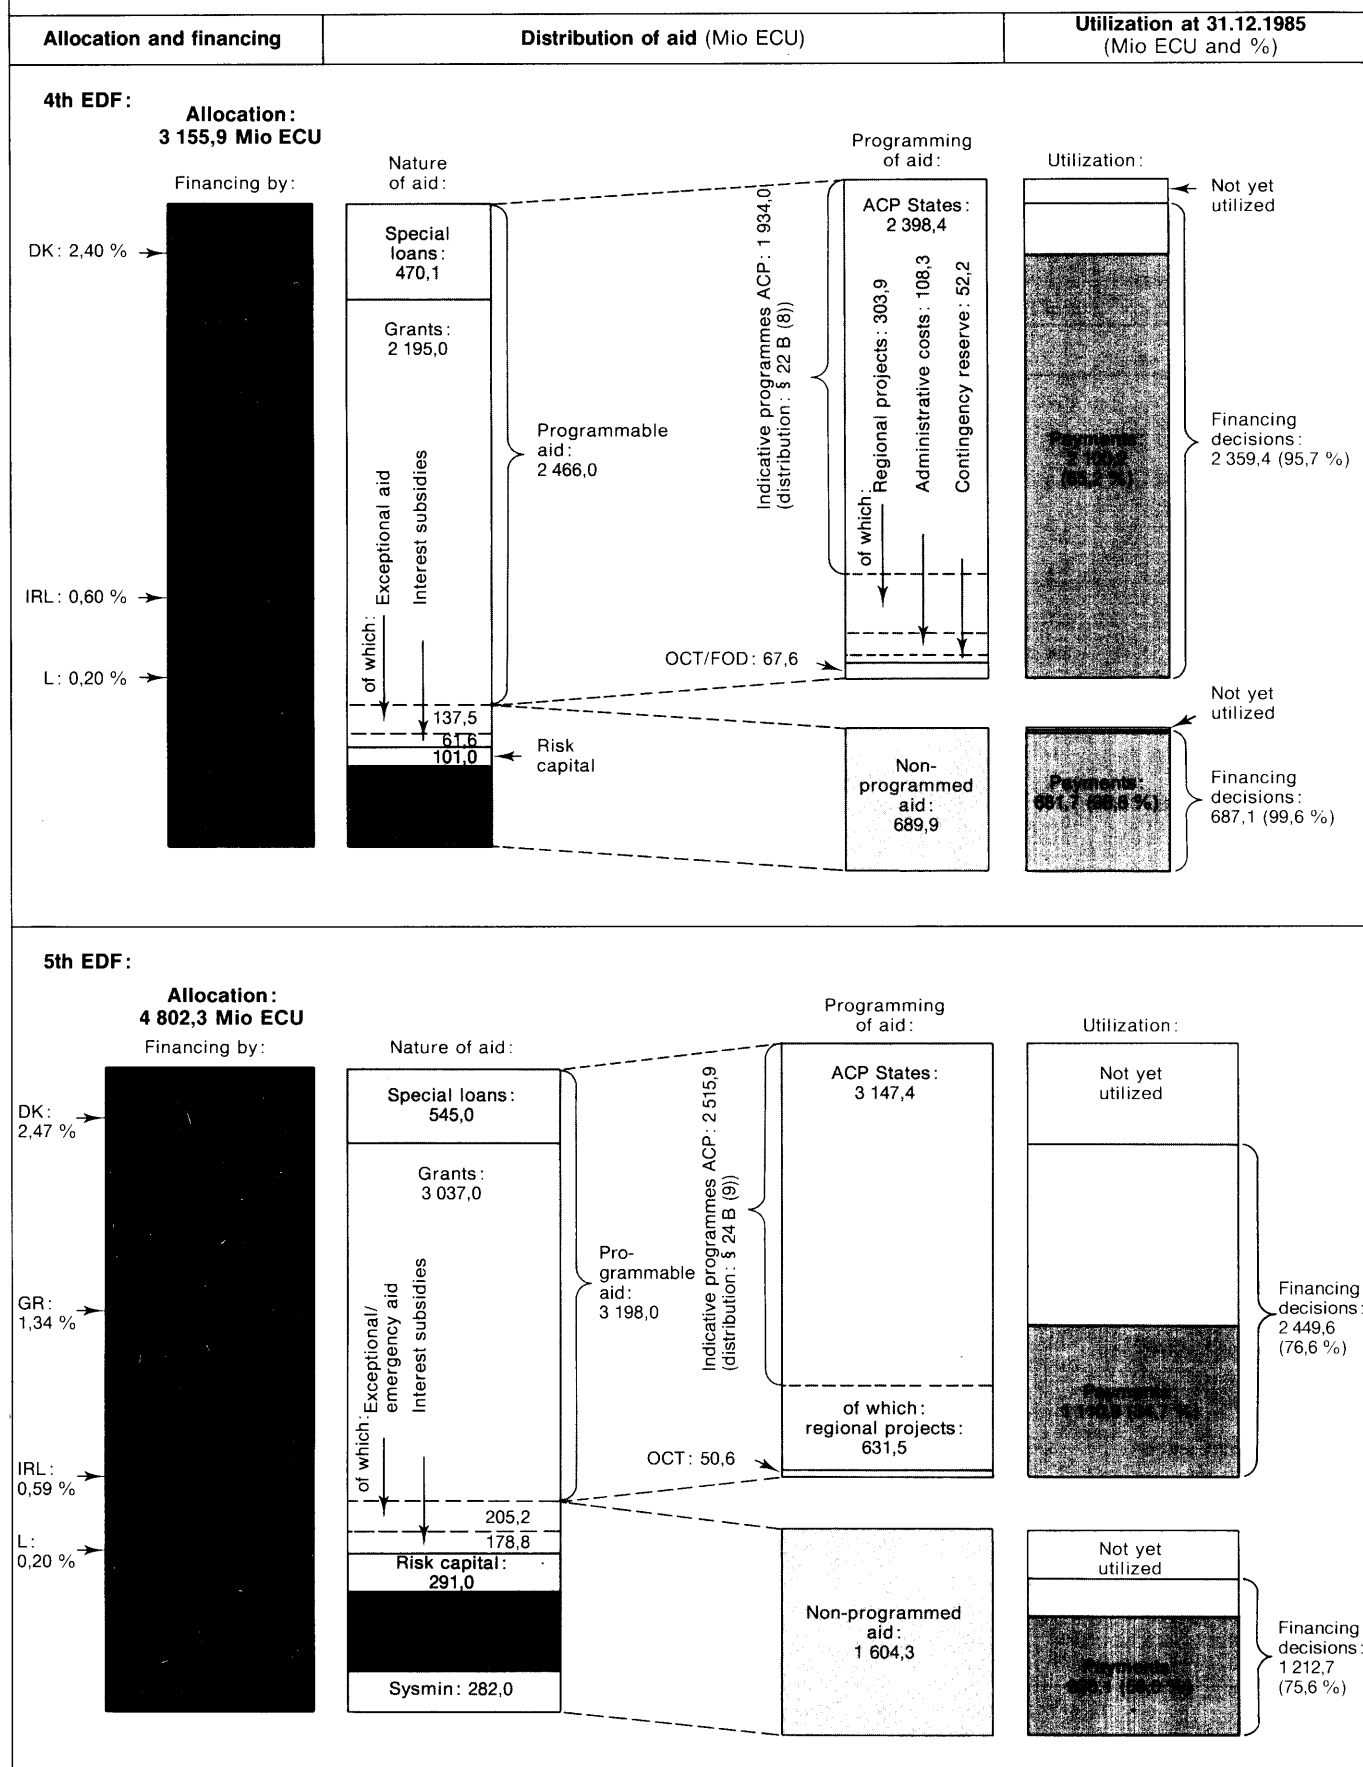 Allocation and financing
Distribution of aid (Mio ECU)
Utilization at 31.12.1985
(Mio ECU and %)
4th EDF:
Allocation:
3 155,9 Mio ECU
Financing by:
DK: 2,40 %
IRL: 0,60 %
L: 0,20 %
Nature
of aid:
Special
loans:
470,1
Grants:
2 195,0
of which:
Exceptional aid
Interest subsidies
137,5
61,6
101,0
Risk
capital
Programmable
aid:
2 466,0
Programming
of aid:
Indicative programmes ACP: 1 934,0
(distribution: § 22 B (8))
ACP States:
2 398,4
of which:
Regional projects: 303,9
Administrative costs: 108,3
Contingency reserve: 52,2
OCT/FOD: 67,6
Non-
programmed
aid:
689,9
Utilization:
Not yet
utilized
Payments:
(85,2 %)
Financing
decisions:
2 359,4 (95,7 %)
Not yet
utilized
Payments:
Financing
decisions:
687,1 (99,6 %)
5th EDF:
Allocation:
4 802,3 Mio ECU
Financing by:
DK:
2,47 %
GR:
1,34 %
IRL:
0,59 %
L:
0,20 %
Nature of aid:
Special loans:
545,0
Grants:
3 037,0
of which:
Exceptional/
emergency aid
Interest subsidies
205,2
178,8
Risk capital:
291,0
Sysmin: 282,0
Pro-
grammable
aid:
3 198,0
Programming
of aid:
Indicative programmes ACP: 2 515,9
(distribution: § 24 B (9))
ACP States:
3 147,4
of which:
regional projects:
631,5
OCT: 50,6
Non-programmed
aid:
1 604,3
Utilization:
Not yet
utilized
Payments
Financing
decisions:
2 449,6
(76,6 %)
Not yet
utilized
Payments
Financing
decisions:
1 212,7
(75,6 %)